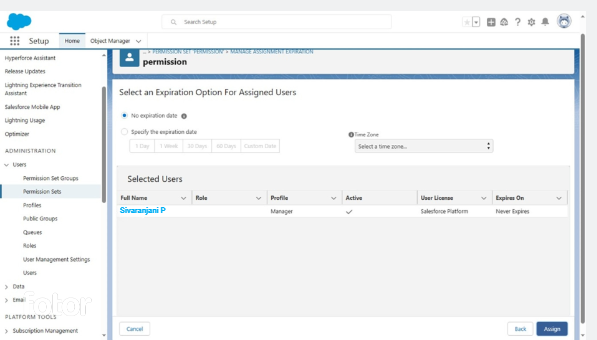 Search Setup
Setup
Home
Object Manager
Hyperforce Assistant
Release Updates
Lightning Experience Transition
Assistant
Salesforce Mobile App
Lightning Usage
Optimizer
ADMINISTRATION
Users
Permission Set Groups
Permission Sets
Profiles
Public Groups
Queues
Roles
User Management Settings
Users
Data
Email
PLATFORM TOOLS
Subscription Management
... > PERMISSION SET 'PERMISSION' > MANAGE ASSIGNMENT EXPIRATION
permission
Select an Expiration Option For Assigned Users
No expiration date
Specify the expiration date
1 Day 1 Week 30 Days 60 Days Custom Date
Time Zone
Select a time zone...
Selected Users
Full Name Role Profile Active User License Expires On
Sivaranjani P Manager Salesforce Platform Never Expires
Cancel Back Assign
Fotor